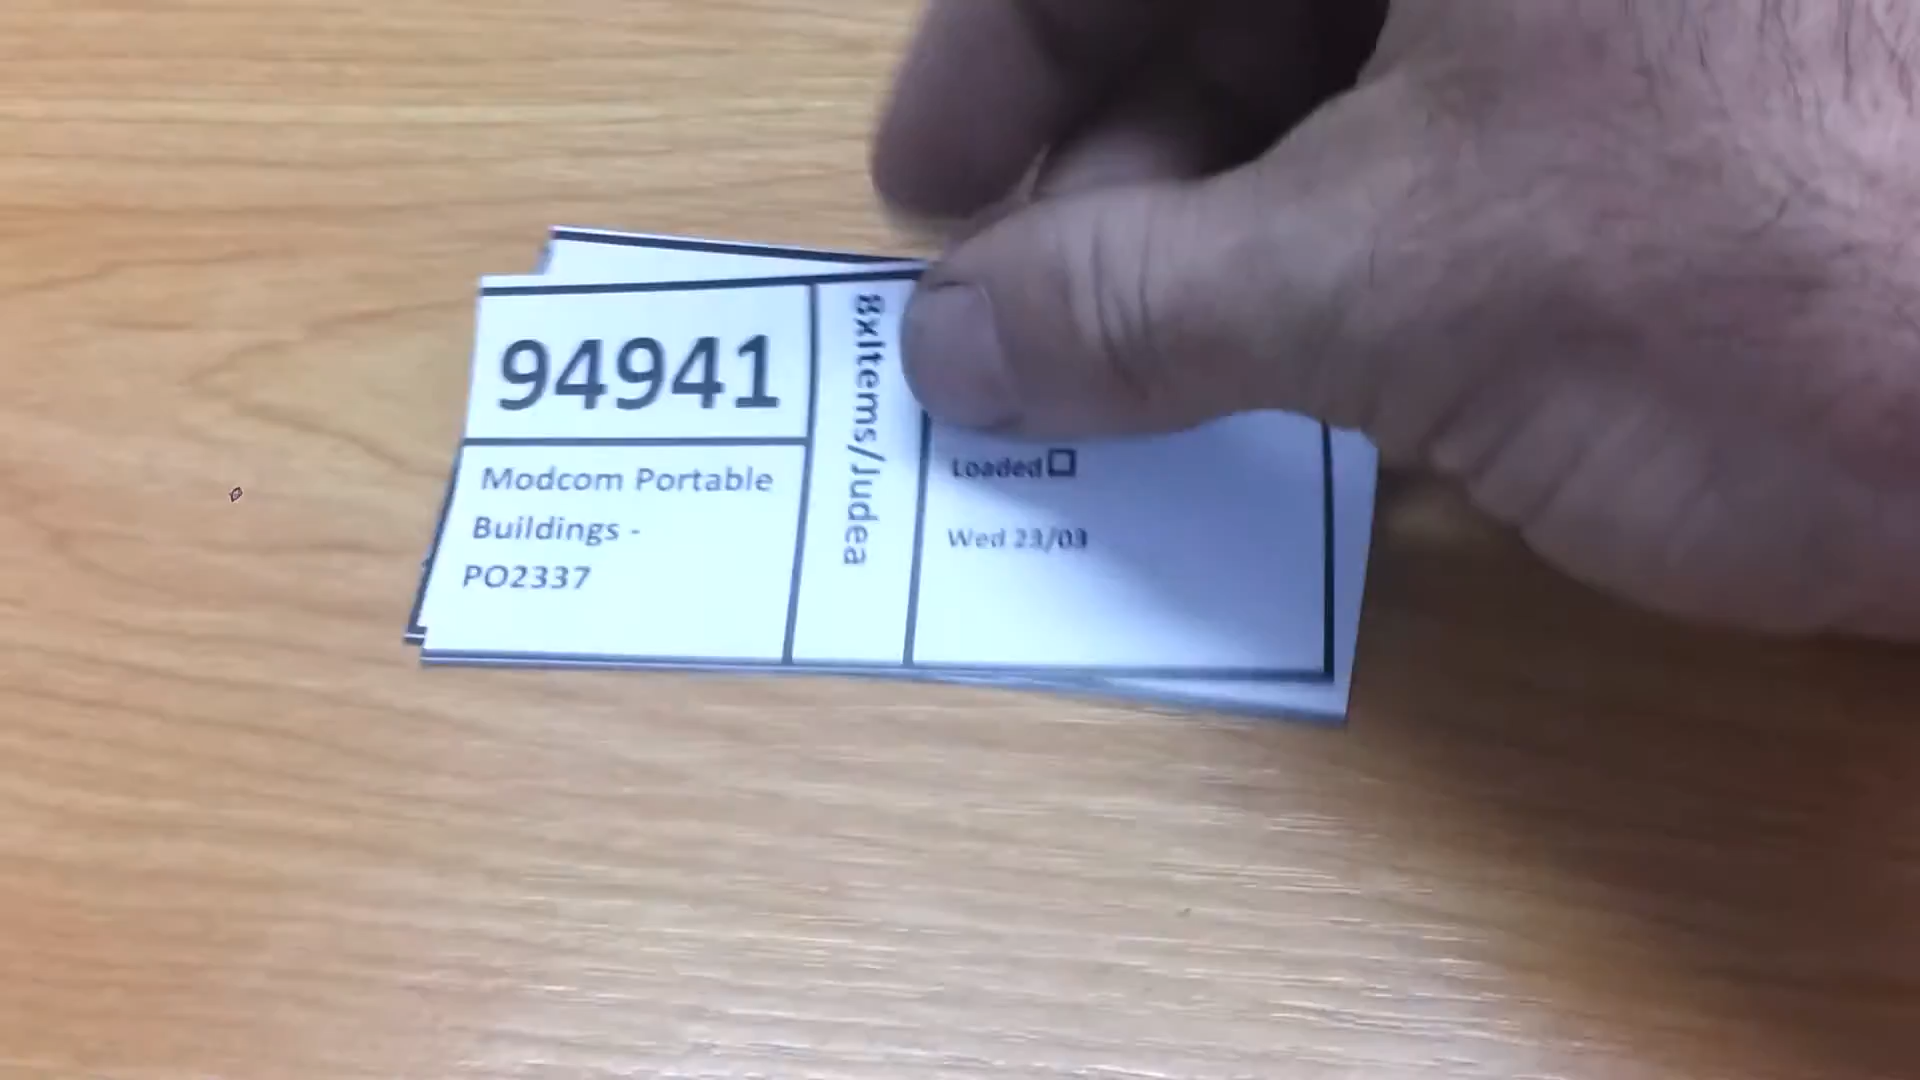 94941
Modcom Portable
Buildings -
PO2337
8xItems/Judea
Loaded
Wed 23/03